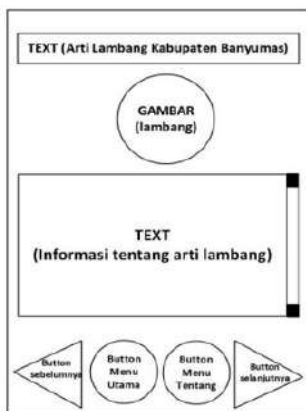 TEXT (Arti Lambang Kabupaten Banyumas)
GAMBAR
(lambang)
TEXT
(Informasi tentang arti lambang)
Button
sebelumnya
Button
Menu
Utama
Button
Menu
Tentang
Button
selanjutnya